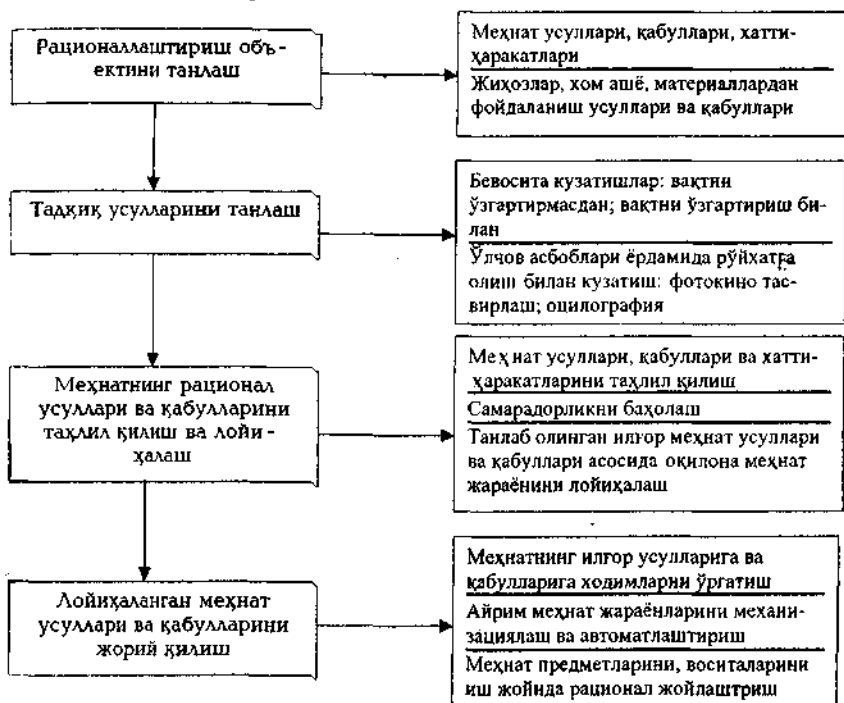 Рационаллаштириш объ-
ектини танлаш
Меҳнат усуллари, қабуллари, хатти-
ҳаракатлари
Жиҳозлар, хом ашё, материаллардан
фойдаланиш усуллари ва қабуллари
Тадқиқ усулларини танлаш
Бевосита кузатишлар: вақтни
ўзгартирмасдан; вақтни ўзгартириш би-
лан
Ўлчов асбоблари ёрдамида рўйхатга
олиш билан кузатиш: фотокино тас-
вирлаш; оцилография
Меҳнатнинг рационал
усуллари ва қабулларини
таҳлил қилиш ва лойи-
ҳалаш
Меҳнат усуллари, қабуллари ва хатти-
ҳаракатларини таҳлил қилиш
Самарадорликни баҳолаш
Танлаб олинган илғор меҳнат усуллари
ва қабуллари асосида оқилона меҳнат
жараёнини лойиҳалаш
Лойиҳаланган меҳнат
усуллари ва қабулларини
жорий қилиш
Меҳнатнинг илғор усулларига ва
қабулларига ходимларни ўргатиш
Айрим меҳнат жараёнларини механи-
зациялаш ва автоматлаштириш
Меҳнат предметларини, воситаларини
иш жойида рационал жойлаштриш